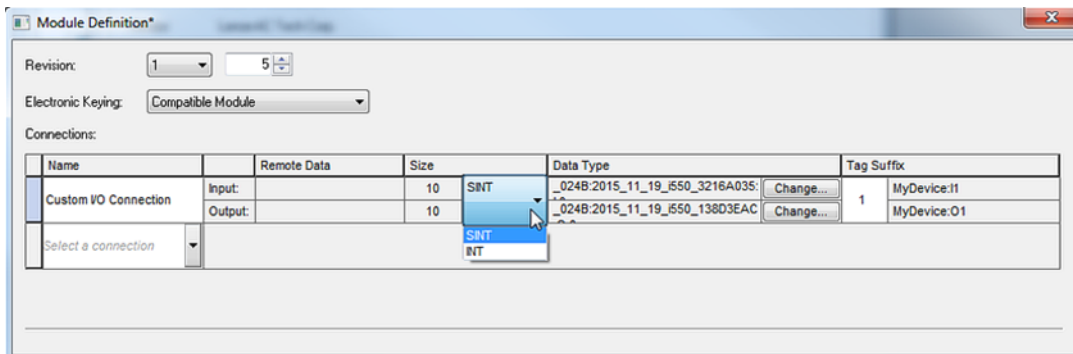 Module Definition*
Revision: 1 5
Electronic Keying: Compatible Module
Connections:
Name Remote Data Size Data Type Tag Suffix
Custom I/O Connection
Input: 10 SINT _024B:2015_11_19_i550_3216A035: Change... 1 MyDevice:I1
Output: 10 _024B:2015_11_19_i550_138D3EAC Change... MyDevice:O1
Select a connection
SINT
INT